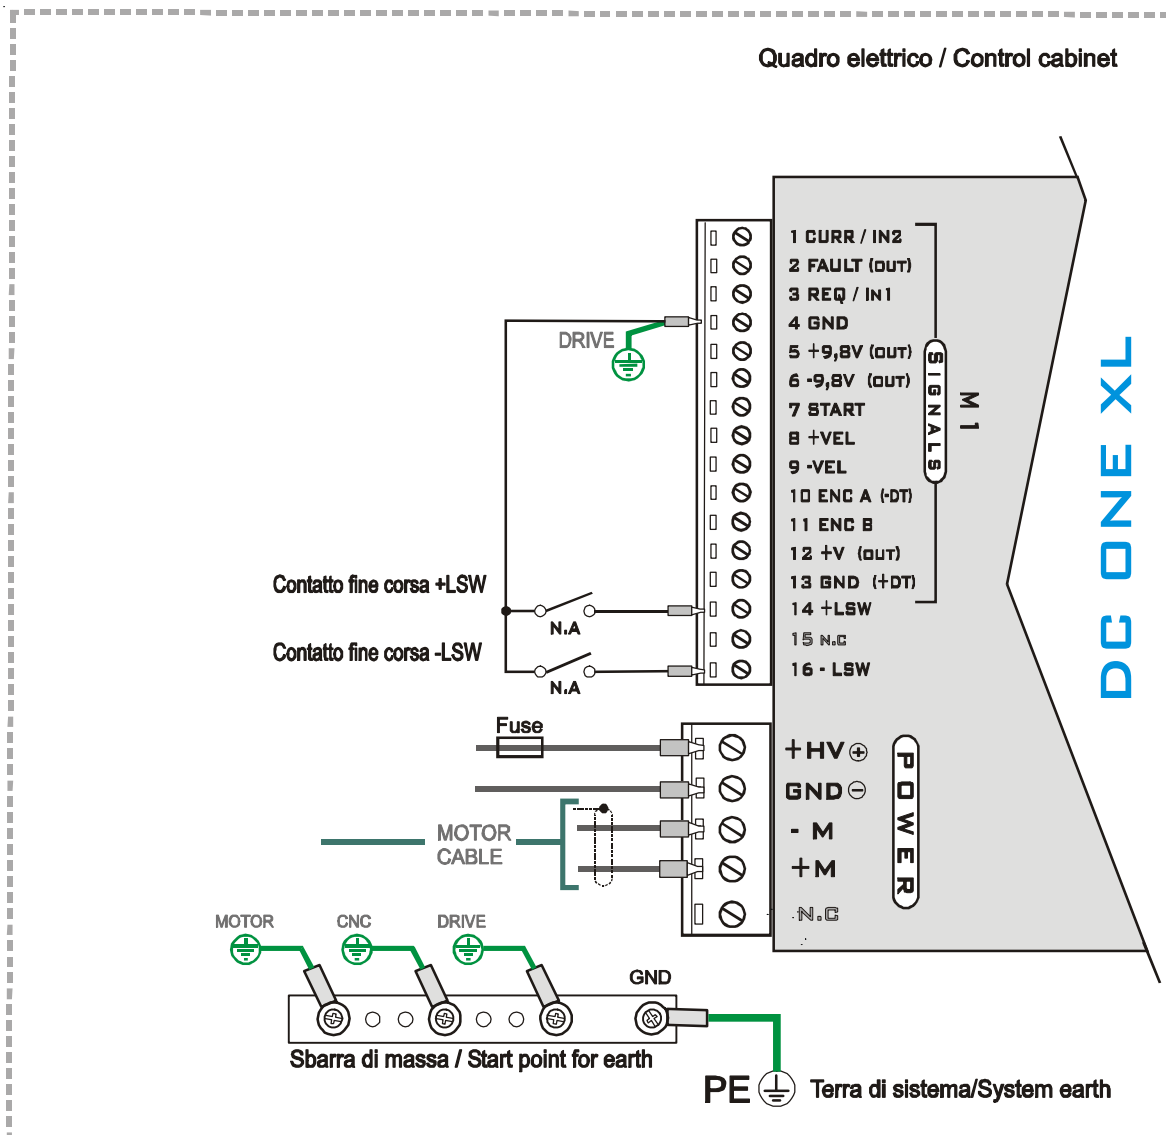 Quadro elettrico / Control cabinet
1 CURR / IN2
2 FAULT (OUT)
3 REQ / IN1
4 GND
5 +9,8V (OUT)
6 -9,8V (OUT)
7 START
8 +VEL
9 -VEL
10 ENC A (-DT)
11 ENC B
12 +V (OUT)
13 GND (+DT)
14 +LSW
15 N.C
16 - LSW
SIGNALS
M 1
DC ONE XL
DRIVE
Contatto fine corsa +LSW
N.A
Contatto fine corsa -LSW
N.A
Fuse
+HV +
GND -
- M
+M
N.C
POWER
MOTOR
CABLE
MOTOR
CNC
DRIVE
GND
Sbarra di massa / Start point for earth
PE
Terra di sistema/System earth